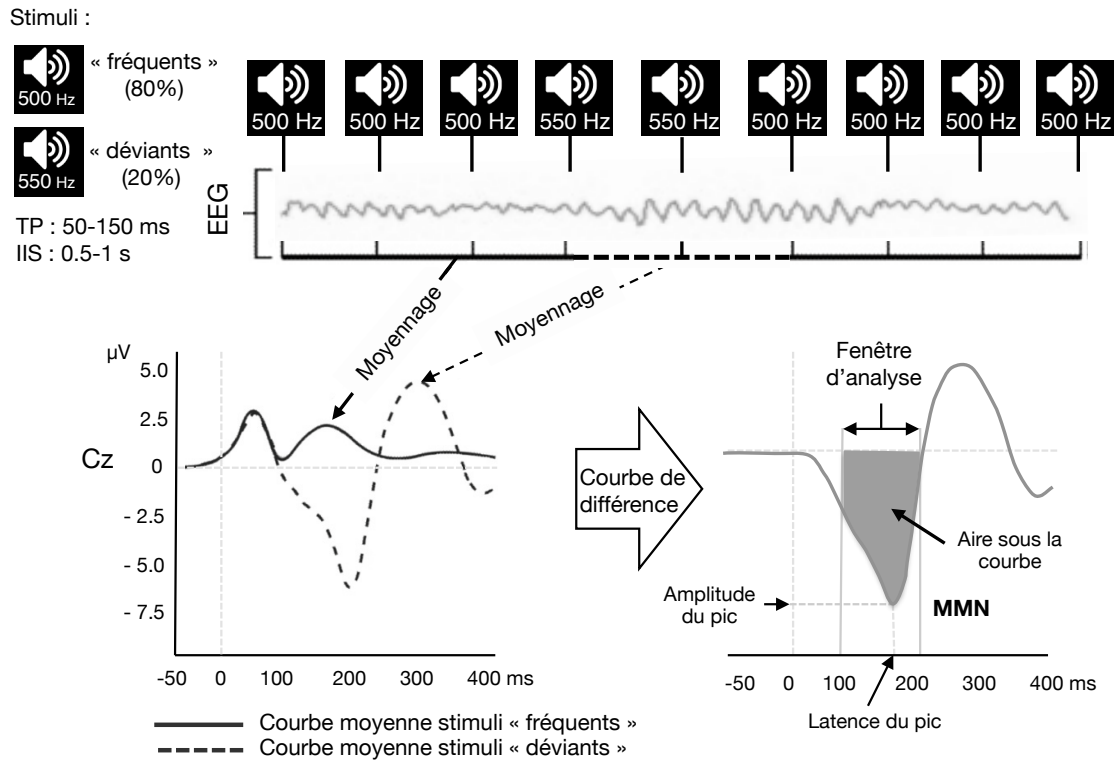 Stimuli :
500 Hz
« fréquents »
(80%)
550 Hz
« déviants »
(20%)
TP : 50-150 ms
IIS : 0.5-1 s
500 Hz
500 Hz
500 Hz
550 Hz
550 Hz
500 Hz
500 Hz
500 Hz
500 Hz
EEG
Moyennage
Moyennage
µV
5.0
2.5
0
- 2.5
- 5.0
- 7.5
Cz
-50
0
100
200
300
400 ms
Courbe de
différence
Fenêtre
d'analyse
Aire sous la
courbe
Amplitude
du pic
MMN
-50
0
100
200
300
400 ms
Latence du pic
Courbe moyenne stimuli « fréquents »
Courbe moyenne stimuli « déviants »